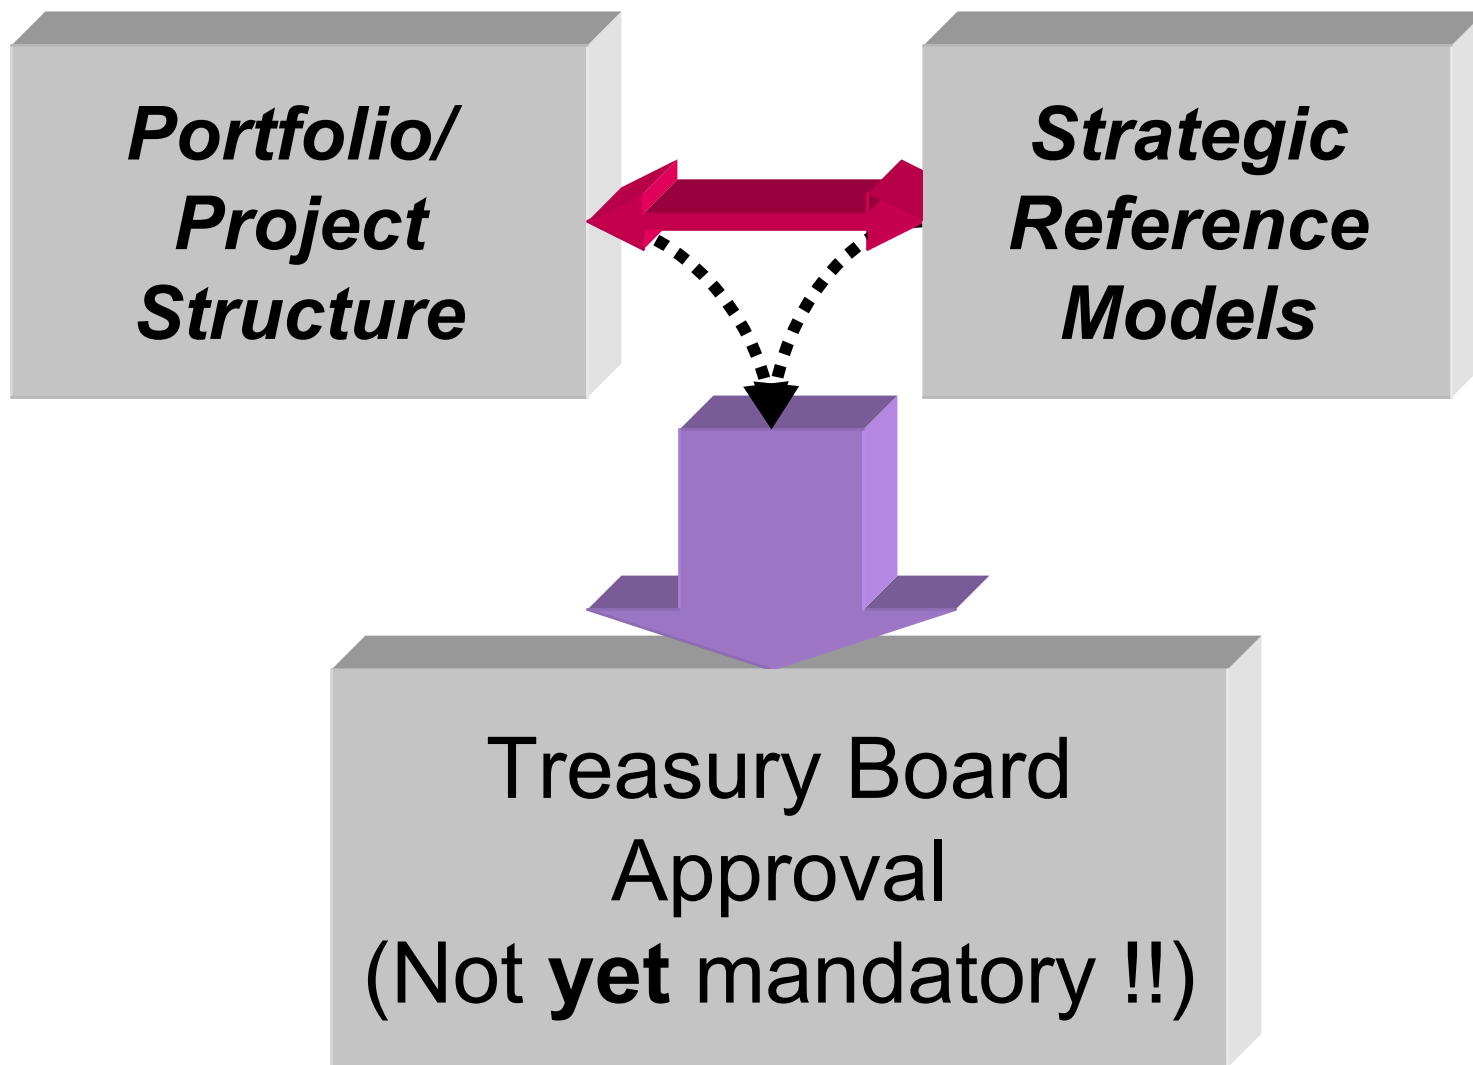 Portfolio/
Project
Structure
Strategic
Reference
Models
Treasury Board
Approval
(Not yet mandatory !!)